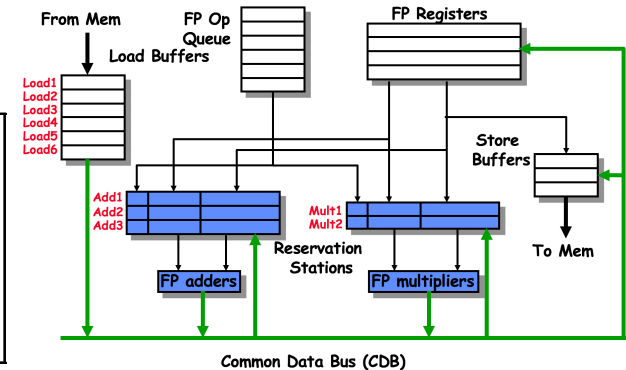 From Mem
FP Op
Queue
FP Registers
Load Buffers
Load1
Load2
Load3
Load4
Load5
Load6
Store
Buffers
Add1
Add2
Add3
Mult1
Mult2
Reservation
Stations
To Mem
FP adders
FP multipliers
Common Data Bus (CDB)